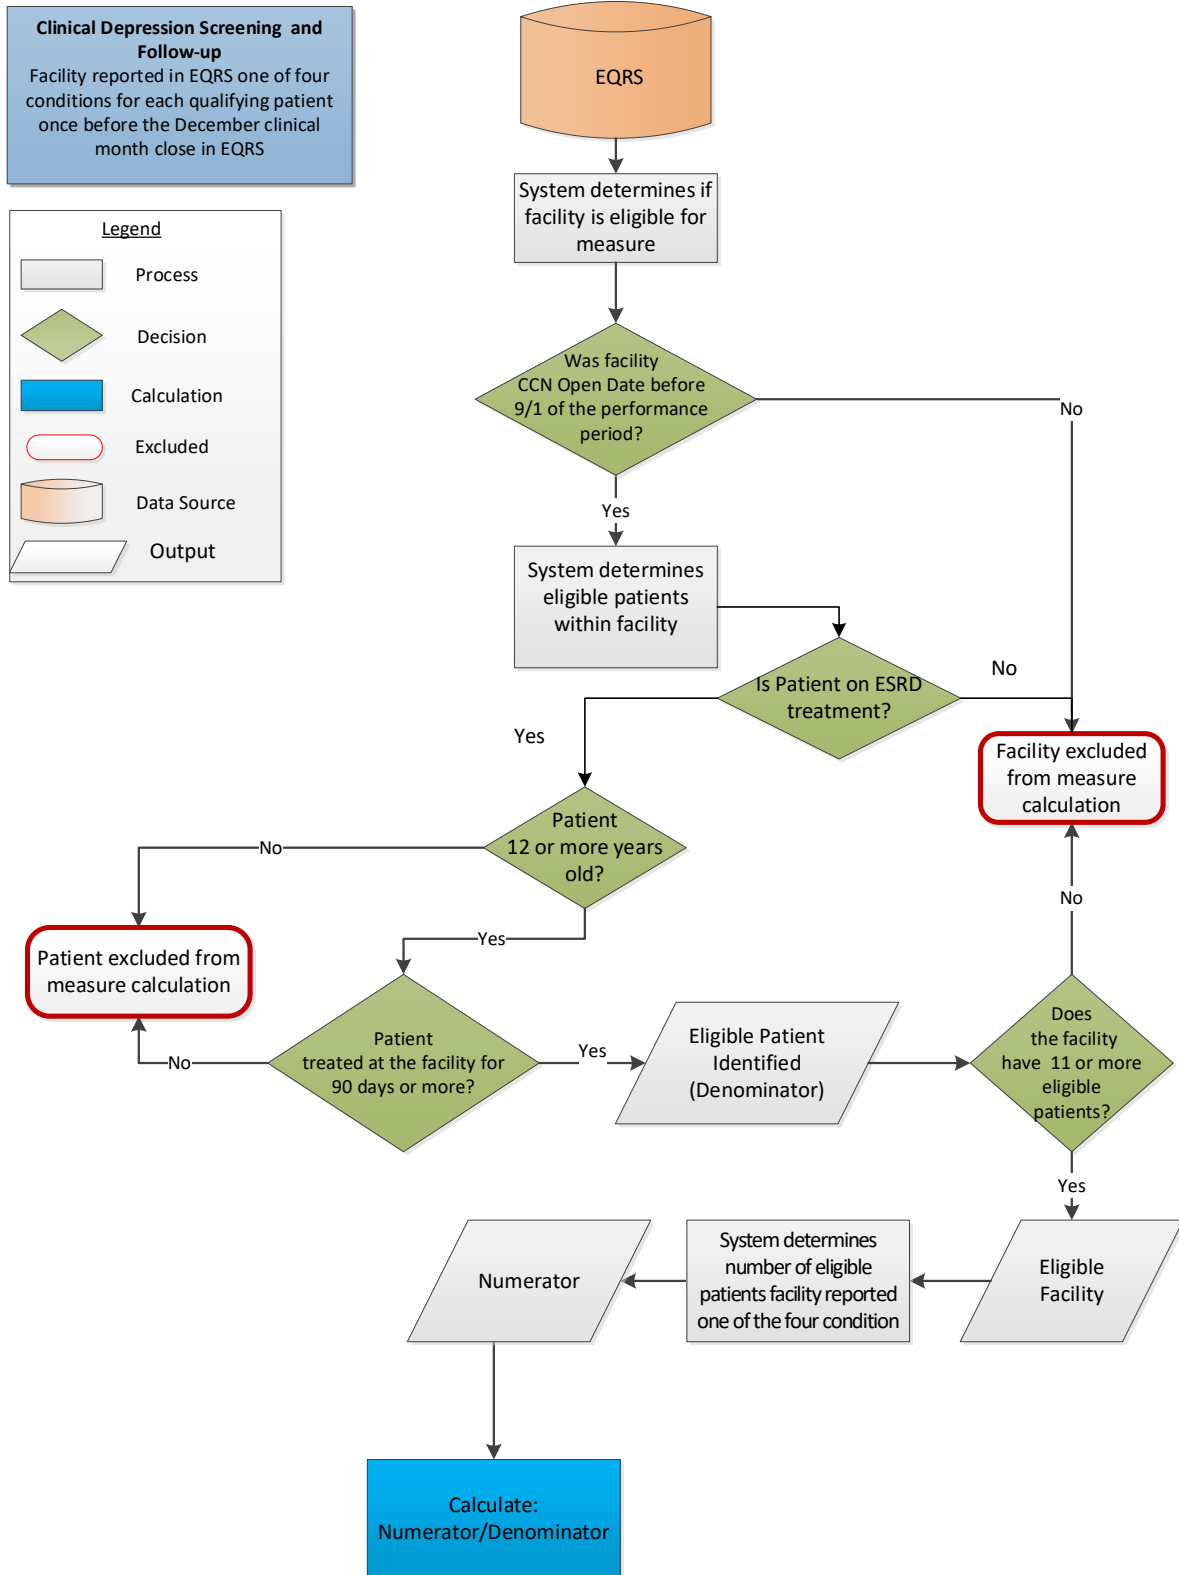 Clinical Depression Screening and
Follow-up
Facility reported in EQRS one of four
conditions for each qualifying patient
once before the December clinical
month close in EQRS
EQRS
System determines if
facility is eligible for
measure
Legend
Process
Decision
Calculation
Excluded
Data Source
Output
Was facility
CCN Open Date before
9/1 of the performance
period?
No
Yes
System determines
eligible patients
within facility
Is Patient on ESRD
treatment?
No
Yes
Facility excluded
from measure
calculation
Patient
12 or more years
old?
No
Yes
No
Patient excluded from
measure calculation
Patient
treated at the facility for
90 days or more?
No
Yes
Eligible Patient
Identified
(Denominator)
Does
the facility
have 11 or more
eligible
patients?
Yes
Eligible
Facility
System determines
number of eligible
patients facility reported
one of the four condition
Numerator
Calculate:
Numerator/Denominator